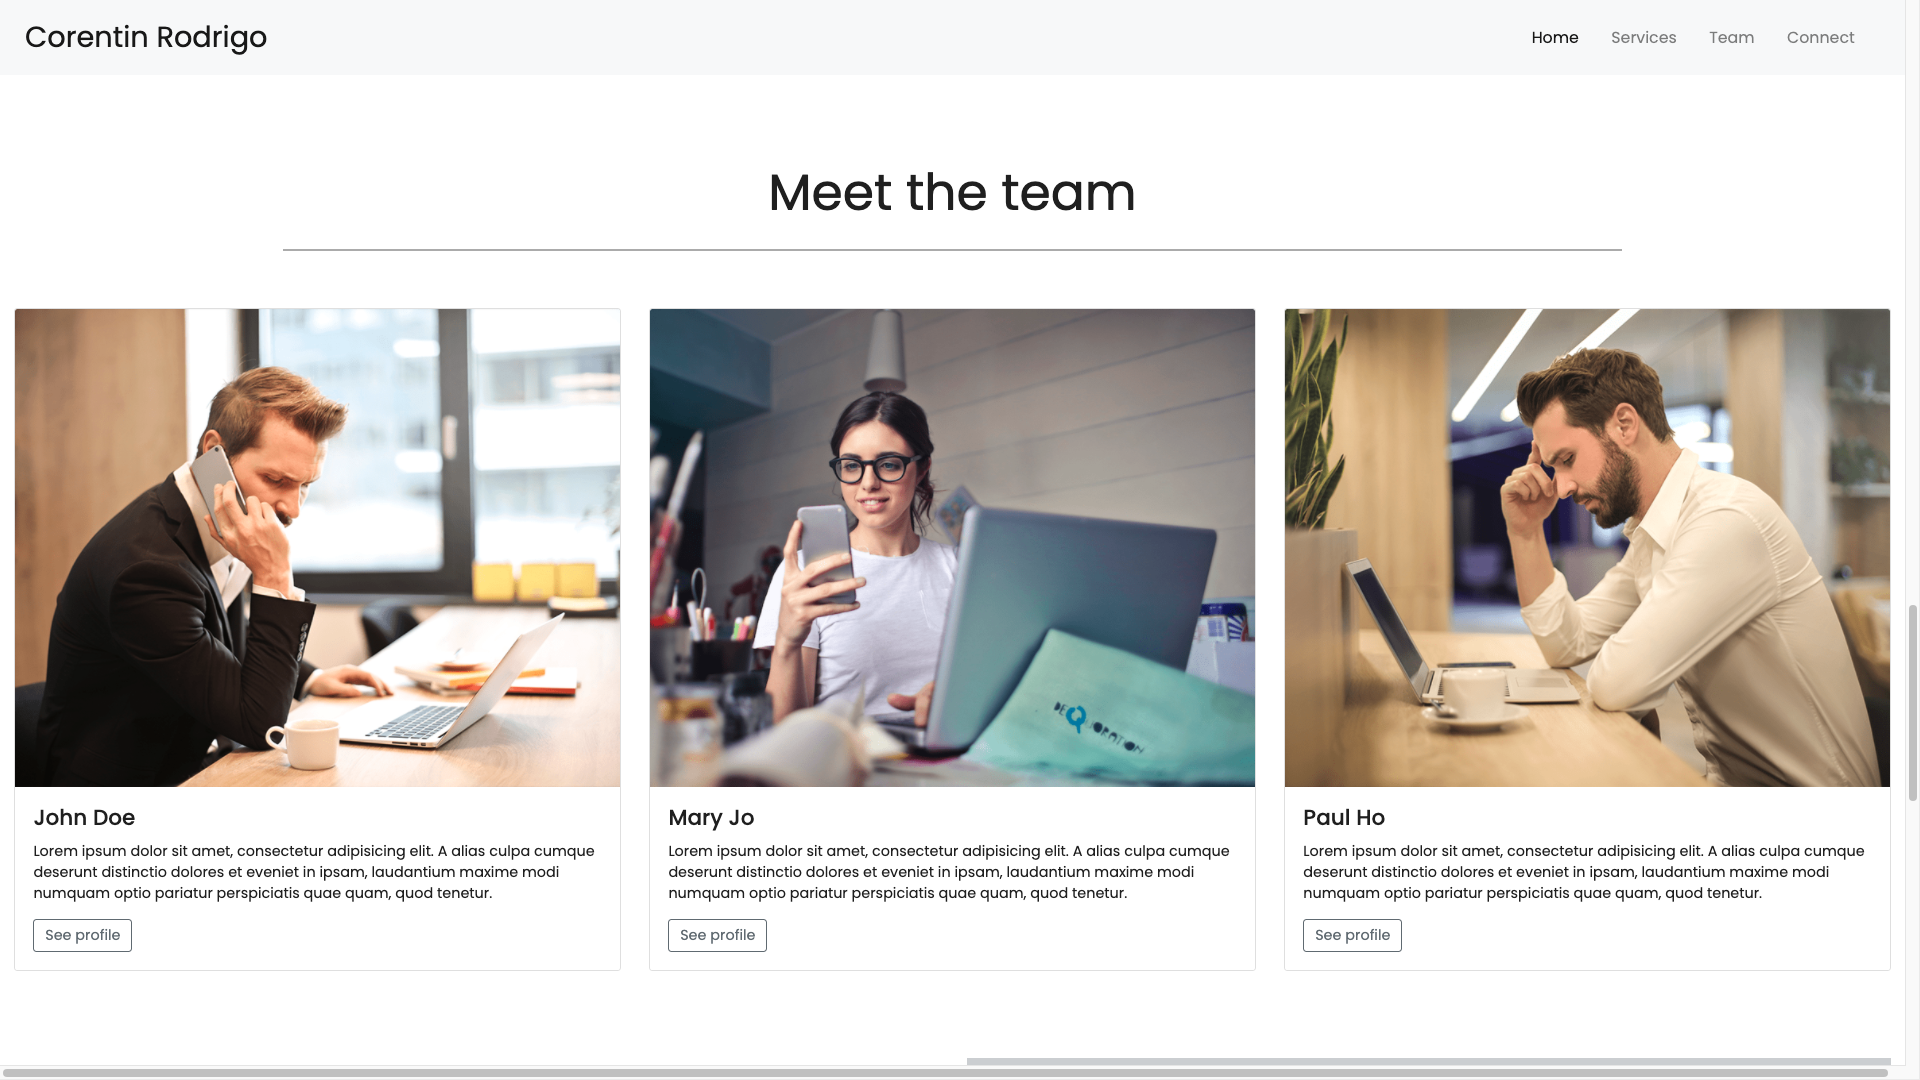 Corentin Rodrigo
Home Services Team Connect
Meet the team
DEQUORATION
John Doe
Lorem ipsum dolor sit amet, consectetur adipisicing elit. A alias culpa cumque
deserunt distinctio dolores et eveniet in ipsam, laudantium maxime modi
numquam optio pariatur perspiciatis quae quam, quod tenetur.
See profile
Mary Jo
Lorem ipsum dolor sit amet, consectetur adipisicing elit. A alias culpa cumque
deserunt distinctio dolores et eveniet in ipsam, laudantium maxime modi
numquam optio pariatur perspiciatis quae quam, quod tenetur.
See profile
Paul Ho
Lorem ipsum dolor sit amet, consectetur adipisicing elit. A alias culpa cumque
deserunt distinctio dolores et eveniet in ipsam, laudantium maxime modi
numquam optio pariatur perspiciatis quae quam, quod tenetur.
See profile